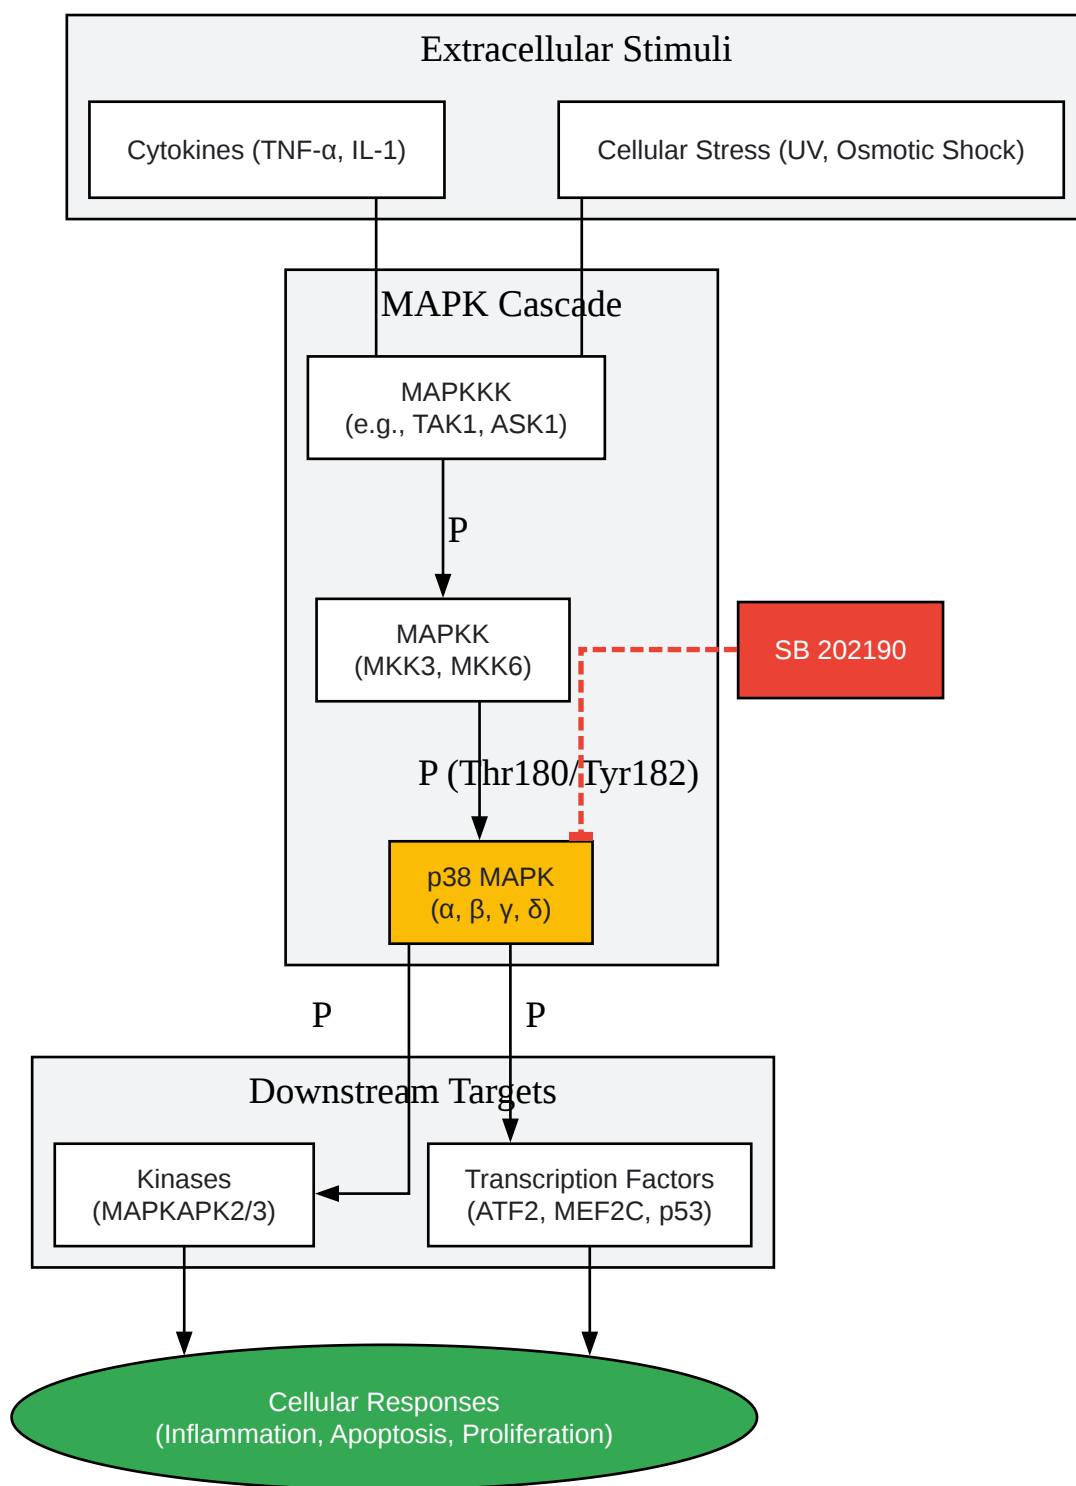 Extracellular Stimuli
Cytokines (TNF-α, IL-1)
Cellular Stress (UV, Osmotic Shock)
MAPK Cascade
MAPKKK
(e.g., TAK1, ASK1)
P
MAPKK
(MKK3, MKK6)
SB 202190
P (Thr180/Tyr182)
p38 MAPK
(α, β, γ, δ)
P
P
Downstream Targets
Kinases
(MAPKAPK2/3)
Transcription Factors
(ATF2, MEF2C, p53)
Cellular Responses
(Inflammation, Apoptosis, Proliferation)